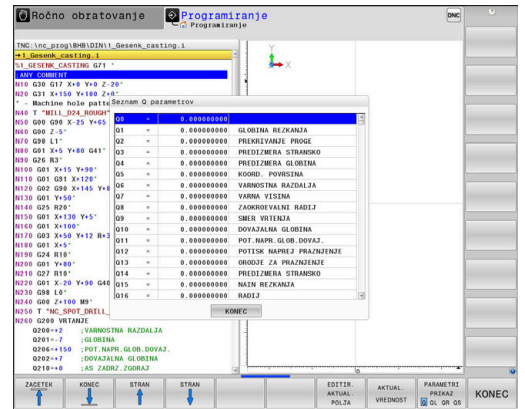 Ročno obratovanje
Programiranje
Programiranje
DNC
TNC:\nc_prog\BHB\DIN\1_Gesenk_casting.i
→1_Gesenk_casting.i
%1_GESENK_CASTING G71 *
;ANY COMMENT
N10 G30 G17 X+0 Y+0 Z-20*
N20 G31 X+150 Y+100 Z+0*
* - Machine hole patte
N40 T "MILL_D24_ROUGH"
N50 G00 G90 X-25 Y+65
N60 G00 Z-5*
N70 G98 L1*
N80 G01 X+5 Y+80 G41*
N90 G26 R3*
N100 G01 X+15 Y+90*
N110 G01 G91 X+120*
N120 G02 G90 X+145 Y+8
N130 G01 Y+50*
N140 G25 R20*
N150 G01 X+130 Y+5*
N160 G01 X+100*
N170 G03 X+50 Y+12 R+3
N180 G01 X+5*
N190 G24 R10*
N200 G01 Y+80*
N210 G27 R10*
N220 G01 X-20 Y+90 G40
N230 G98 L0*
N240 G00 Z+100 M9*
N250 T "NC_SPOT_DRILL_
N260 G200 VRTANJE
Q200=+2 ;VARNOSTNA RAZDALJA
Q201=-7 ;GLOBINA
Q206=+150 ;POT.NAPR.GLOB.DOVAJ.
Q202=+7 ;DOVAJALNA GLOBINA
Q210=+0 ;AS ZADRZ.ZGORAJ
Y
X
Seznam Q parametrov
Q0 = 0.000000000
Q1 = 0.000000000 GLOBINA REZKANJA
Q2 = 0.000000000 PREKRIVANJE PROGE
Q3 = 0.000000000 PREDIZMERA STRANSKO
Q4 = 0.000000000 PREDIZMERA GLOBINA
Q5 = 0.000000000 KOORD. POVRSINA
Q6 = 0.000000000 VARNOSTNA RAZDALJA
Q7 = 0.000000000 VARNA VISINA
Q8 = 0.000000000 ZAOKROEVALNI RADIJ
Q9 = 0.000000000 SMER VRTENJA
Q10 = 0.000000000 DOVAJALNA GLOBINA
Q11 = 0.000000000 POT.NAPR.GLOB.DOVAJ.
Q12 = 0.000000000 POTISK NAPREJ PRAZNJENJE
Q13 = 0.000000000 ORODJE ZA PRAZNJENJE
Q14 = 0.000000000 PREDIZMERA STRANSKO
Q15 = 0.000000000 NAIN REZKANJA
Q16 = 0.000000000 RADIJ
KONEC
ZACETEK
KONEC
STRAN
STRAN
EDITIR. AKTUAL. POLJA
AKTUAL. VREDNOST
PARAMETRI PRIKAZ Q QL QR QS
KONEC